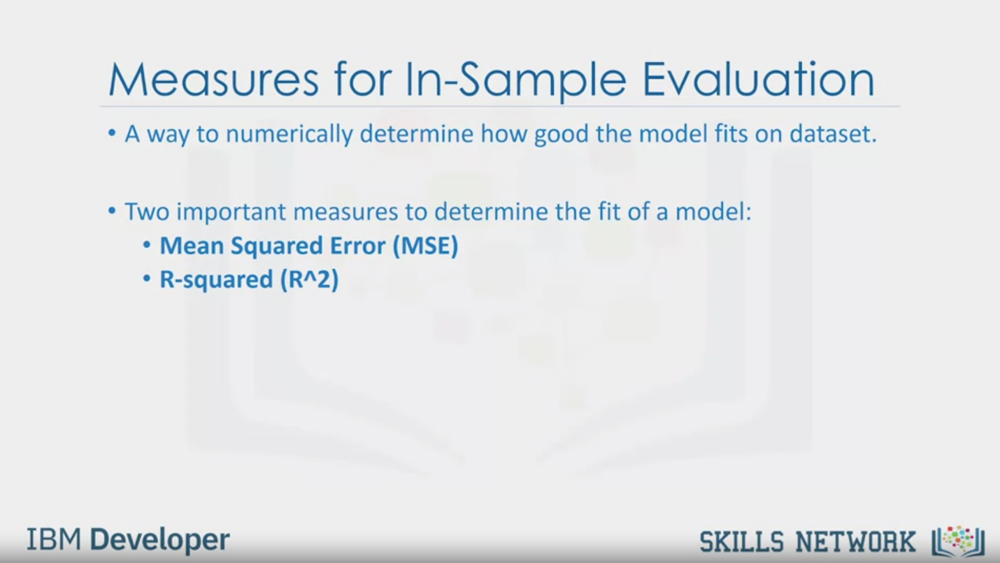 Measures for In-Sample Evaluation
• A way to numerically determine how good the model fits on dataset.
• Two important measures to determine the fit of a model:
• Mean Squared Error (MSE)
• R-squared (R^2)
IBM Developer
SKILLS NETWORK